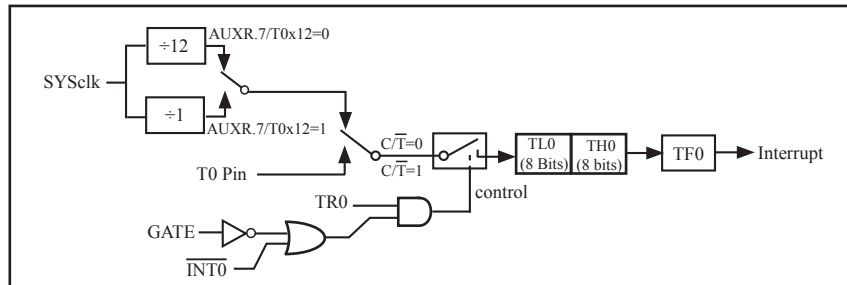 ÷12
AUXR.7/T0x12=0
SYSclk
÷1
AUXR.7/T0x12=1
C/T̅=0
C/T̅=1
T0 Pin
TL0
(8 Bits)
TH0
(8 bits)
TF0
Interrupt
control
TR0
GATE
I̅N̅T̅0̅